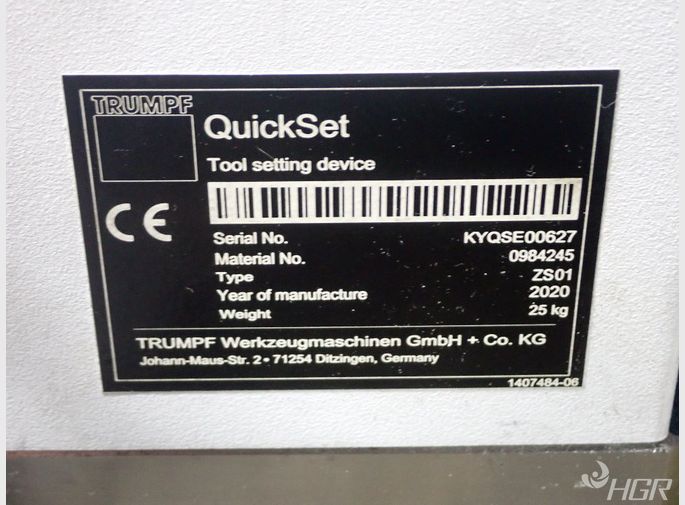 TRUMPF
QuickSet
Tool setting device
CE
Serial No. KYQSE00627
Material No. 0984245
Type ZS01
Year of manufacture 2020
Weight 25 kg
TRUMPF Werkzeugmaschinen GmbH + Co. KG
Johann-Maus-Str. 2 • 71254 Ditzingen, Germany
1407484-06
HGR